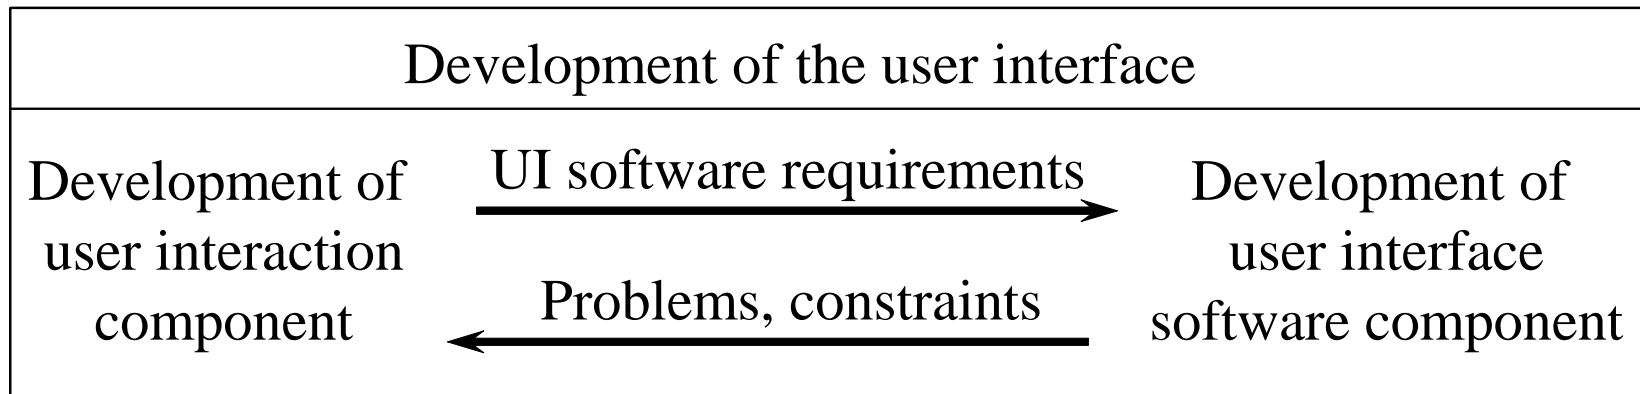 Development of the user interface
Development of
user interaction
component
UI software requirements
Problems, constraints
Development of
user interface
software component